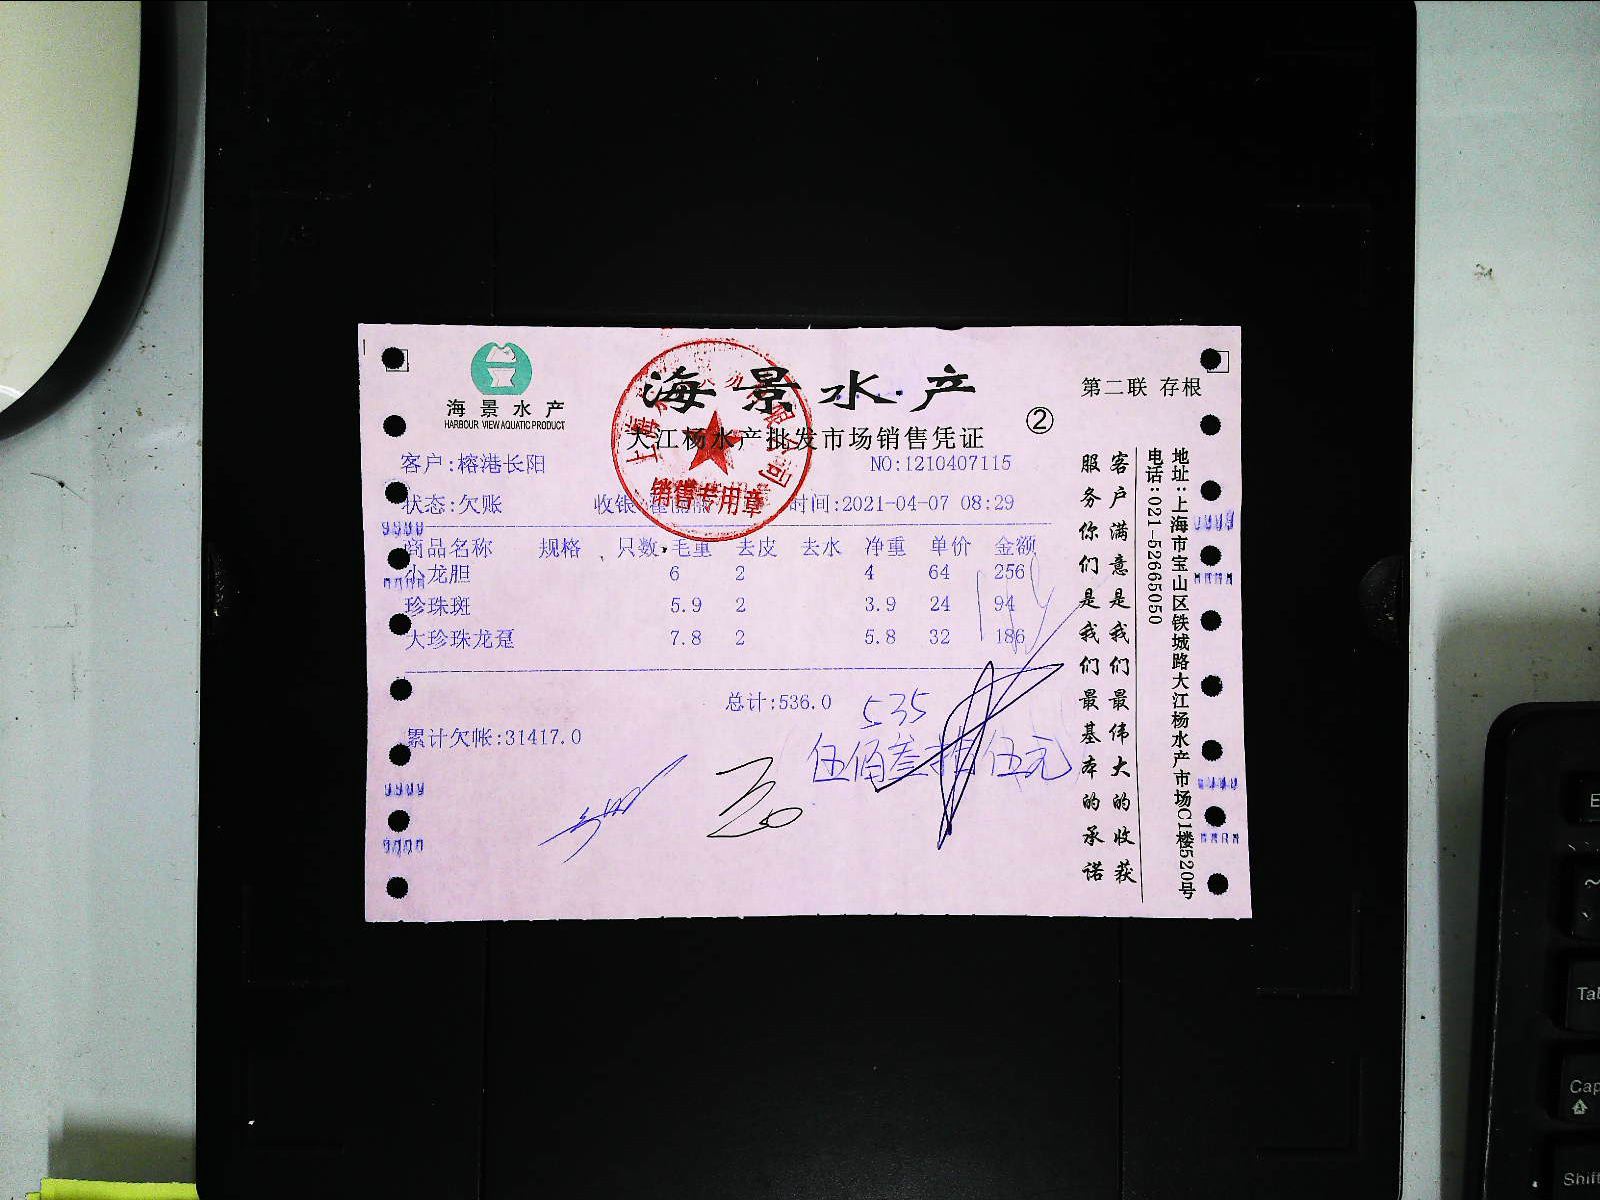 海景水产
HARBOUR VIEW AQUATIC PRODUCT
海景水产
大江杨水产批发市场销售凭证
②
第二联 存根
客户:榕港长阳
NO:1210407115
状态:欠账 收银 时间:2021-04-07 08:29
销售专用章
商品名称 规格 只数 毛重 去皮 去水 净重 单价 金额
小龙胆 6 2 4 64 256
珍珠斑 5.9 2 3.9 24 94
大珍珠龙趸 7.8 2 5.8 32 186
总计:536.0
535
累计欠帐:31417.0
伍佰叁拾伍元
客户满意是我们最伟大的收获
服务你们是我们最基本的承诺
地址:上海市宝山区铁城路大江杨水产市场C1楼520号
电话:021-52665050
Tab
Cap
Shift